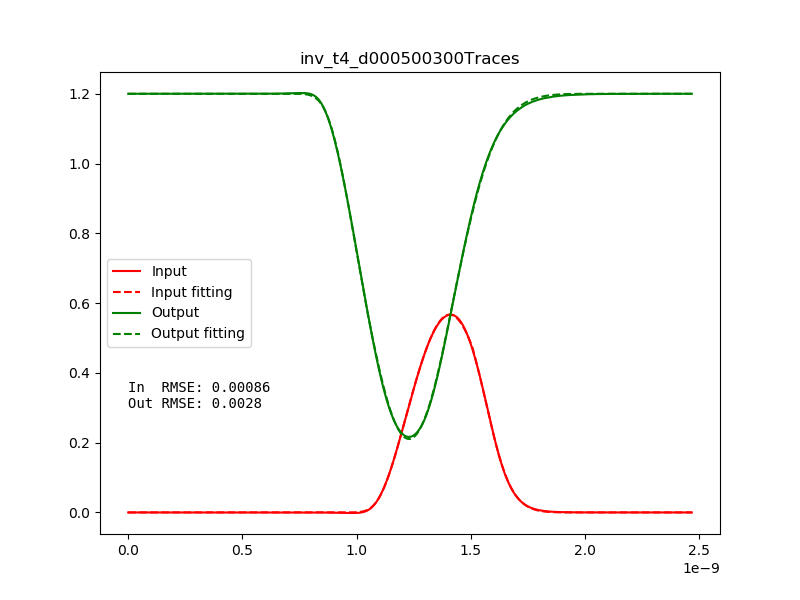 inv_t4_d000500300Traces
1.2
1.0
0.8
0.6
0.4
0.2
0.0
Input
Input fitting
Output
Output fitting
In  RMSE: 0.00086
Out RMSE: 0.0028
0.0
0.5
1.0
1.5
2.0
2.5
1e−9